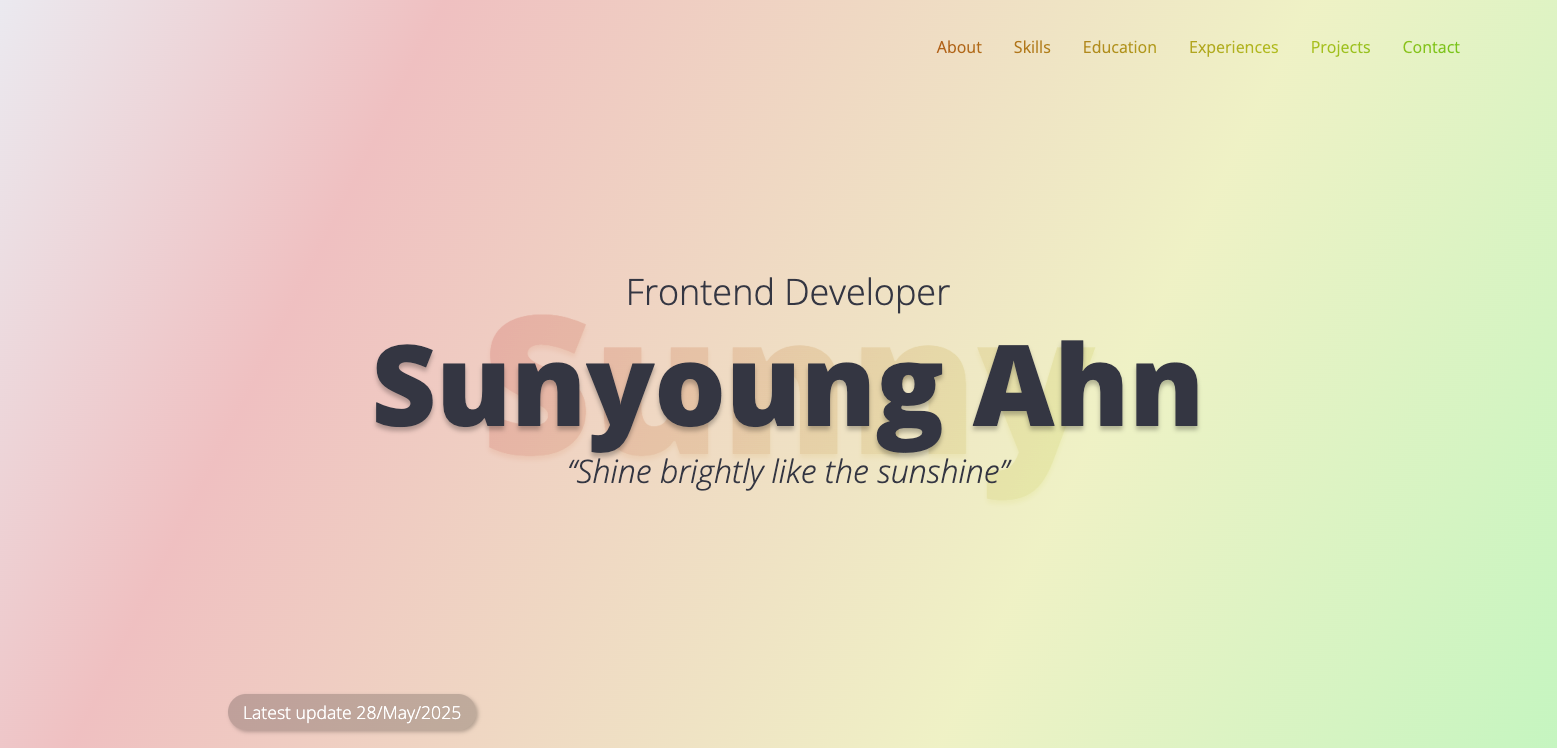 About Skills Education Experiences Projects Contact
Frontend Developer
Sunny
Sunyoung Ahn
“Shine brightly like the sunshine”
Latest update 28/May/2025